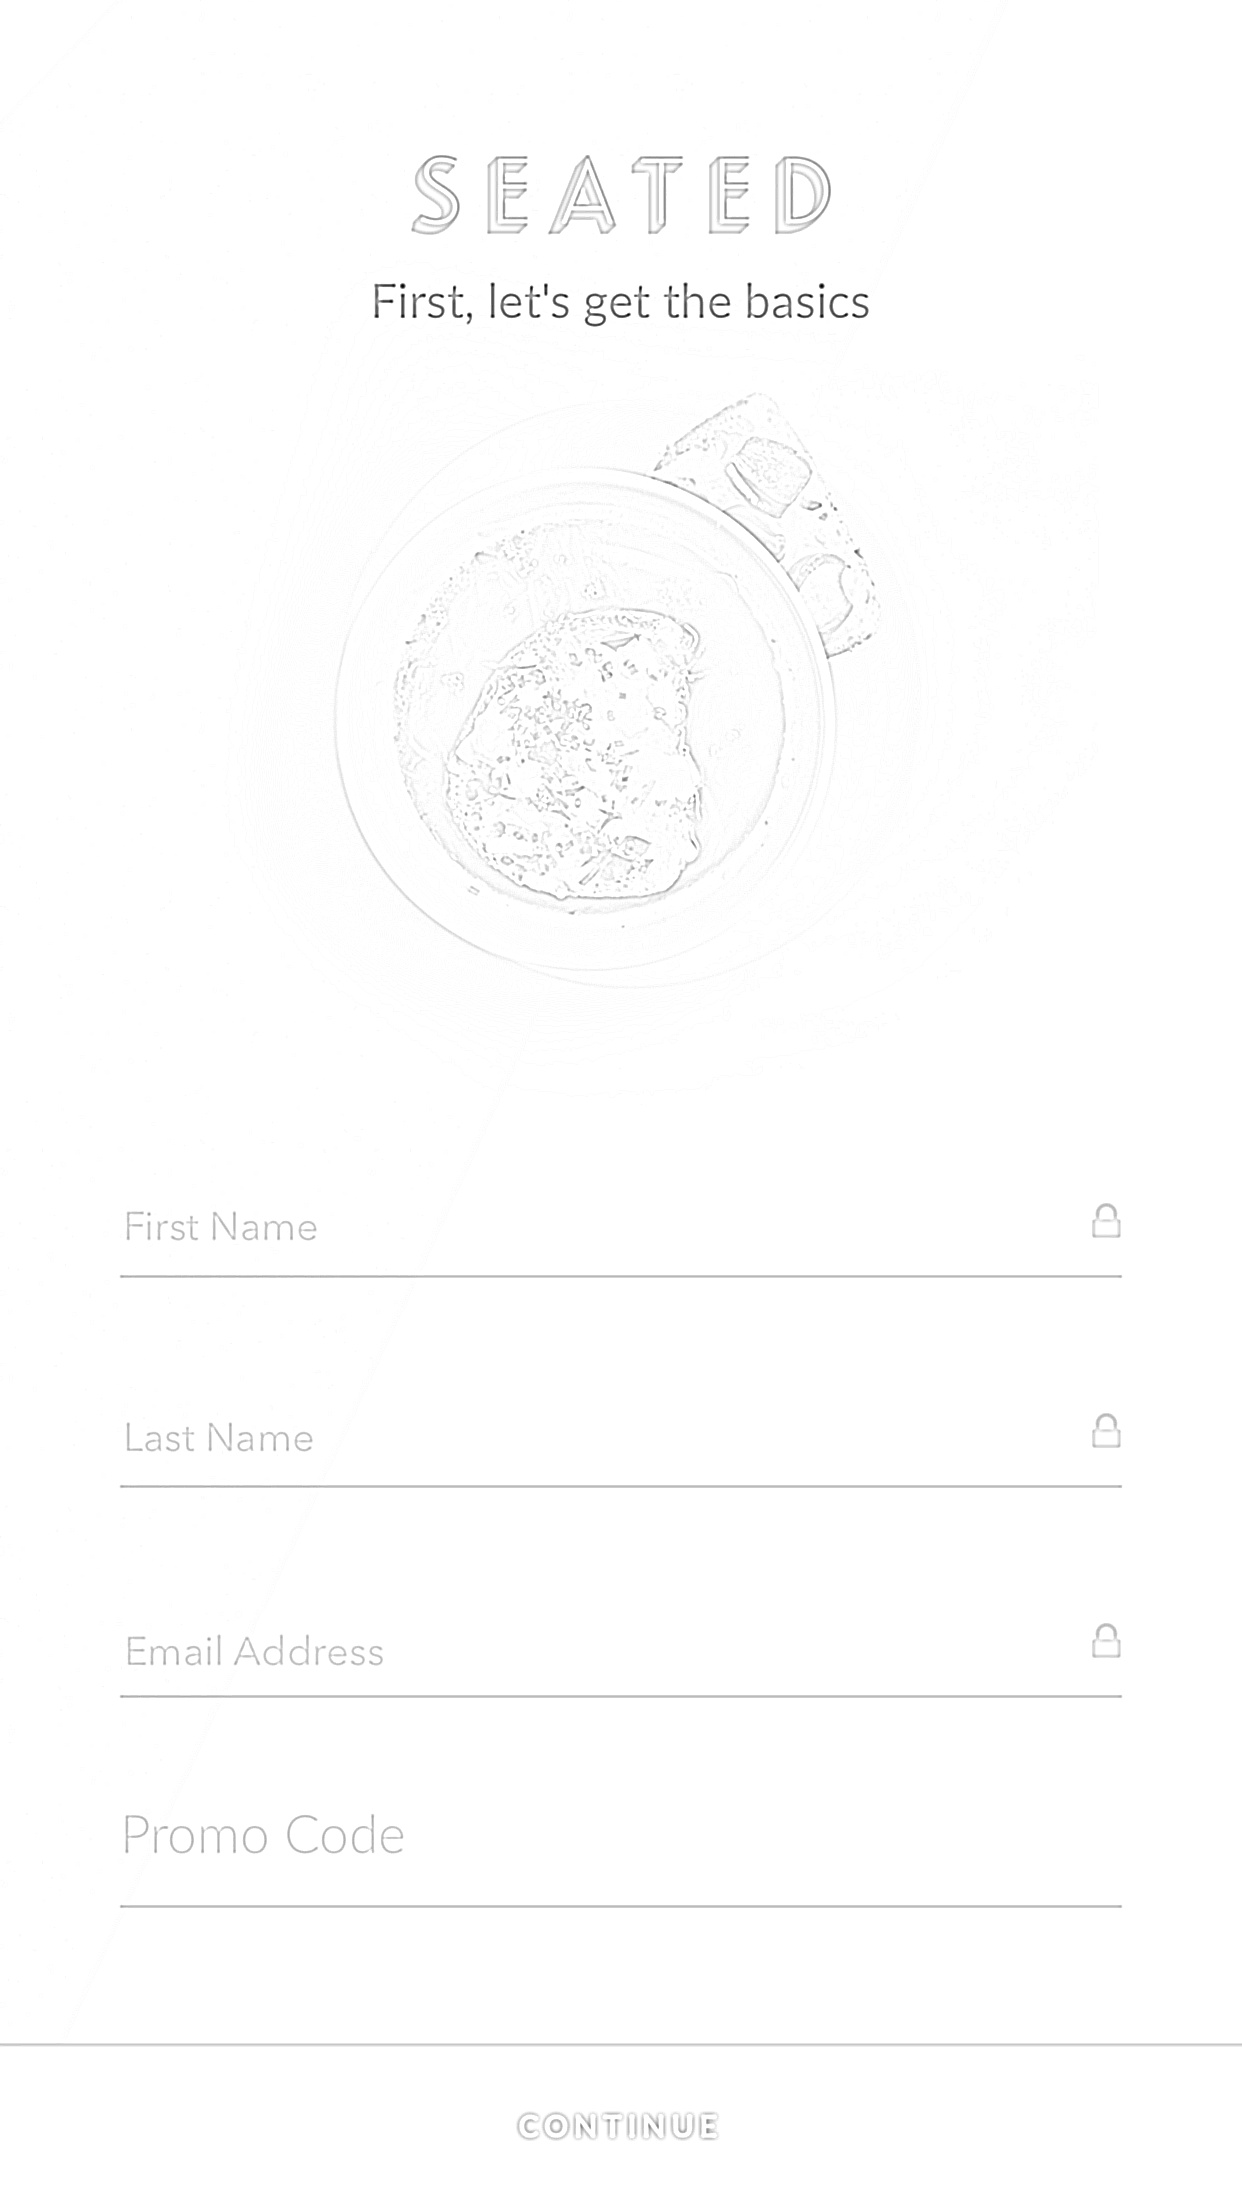 SEATED
First, let's get the basics
First Name
Last Name
Email Address
Promo Code
CONTINUE